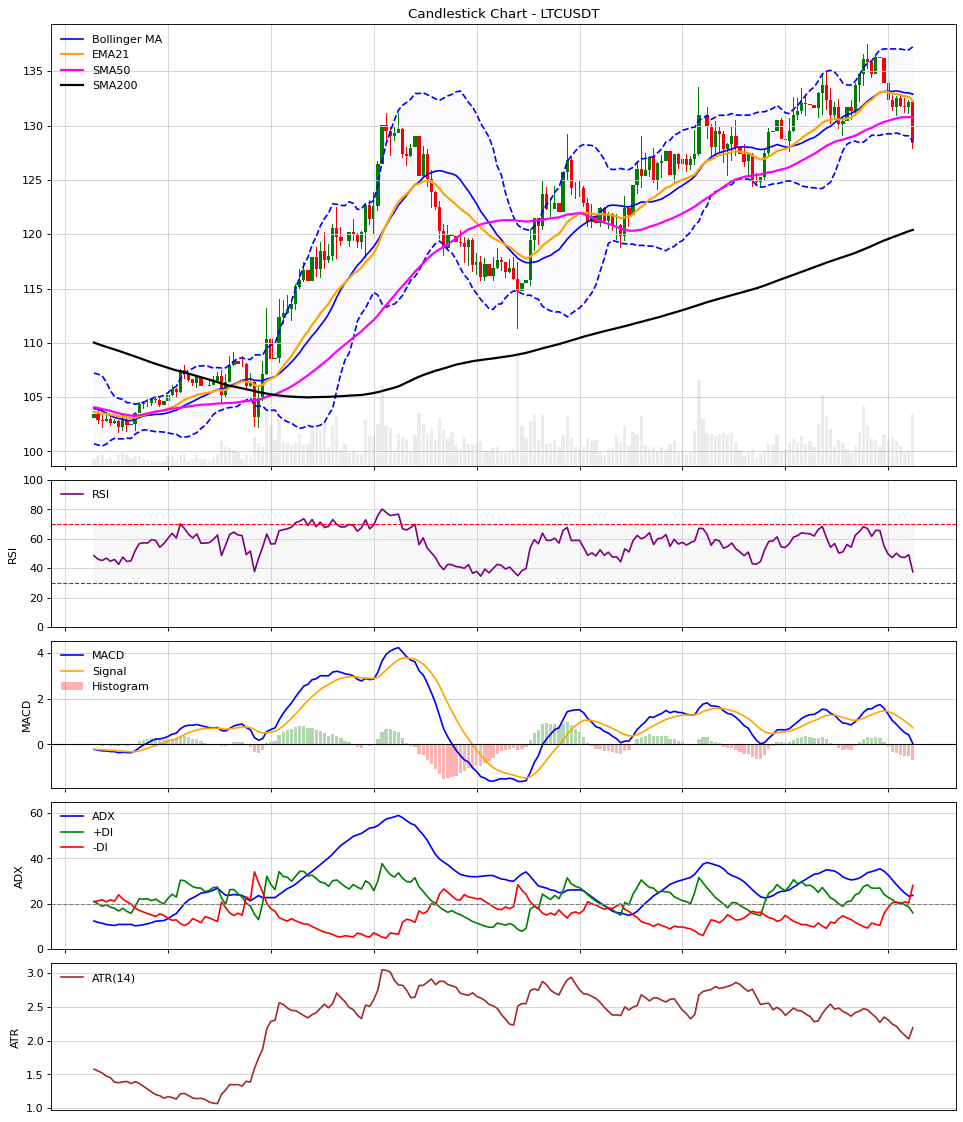 Candlestick Chart - LTCUSDT
Bollinger MA
EMA21
SMA50
SMA200
135
130
125
120
115
110
105
100
RSI
RSI
100
80
60
40
20
0
MACD
Signal
Histogram
MACD
4
2
0
ADX
+DI
-DI
ADX
60
40
20
0
ATR(14)
ATR
3.0
2.5
2.0
1.5
1.0